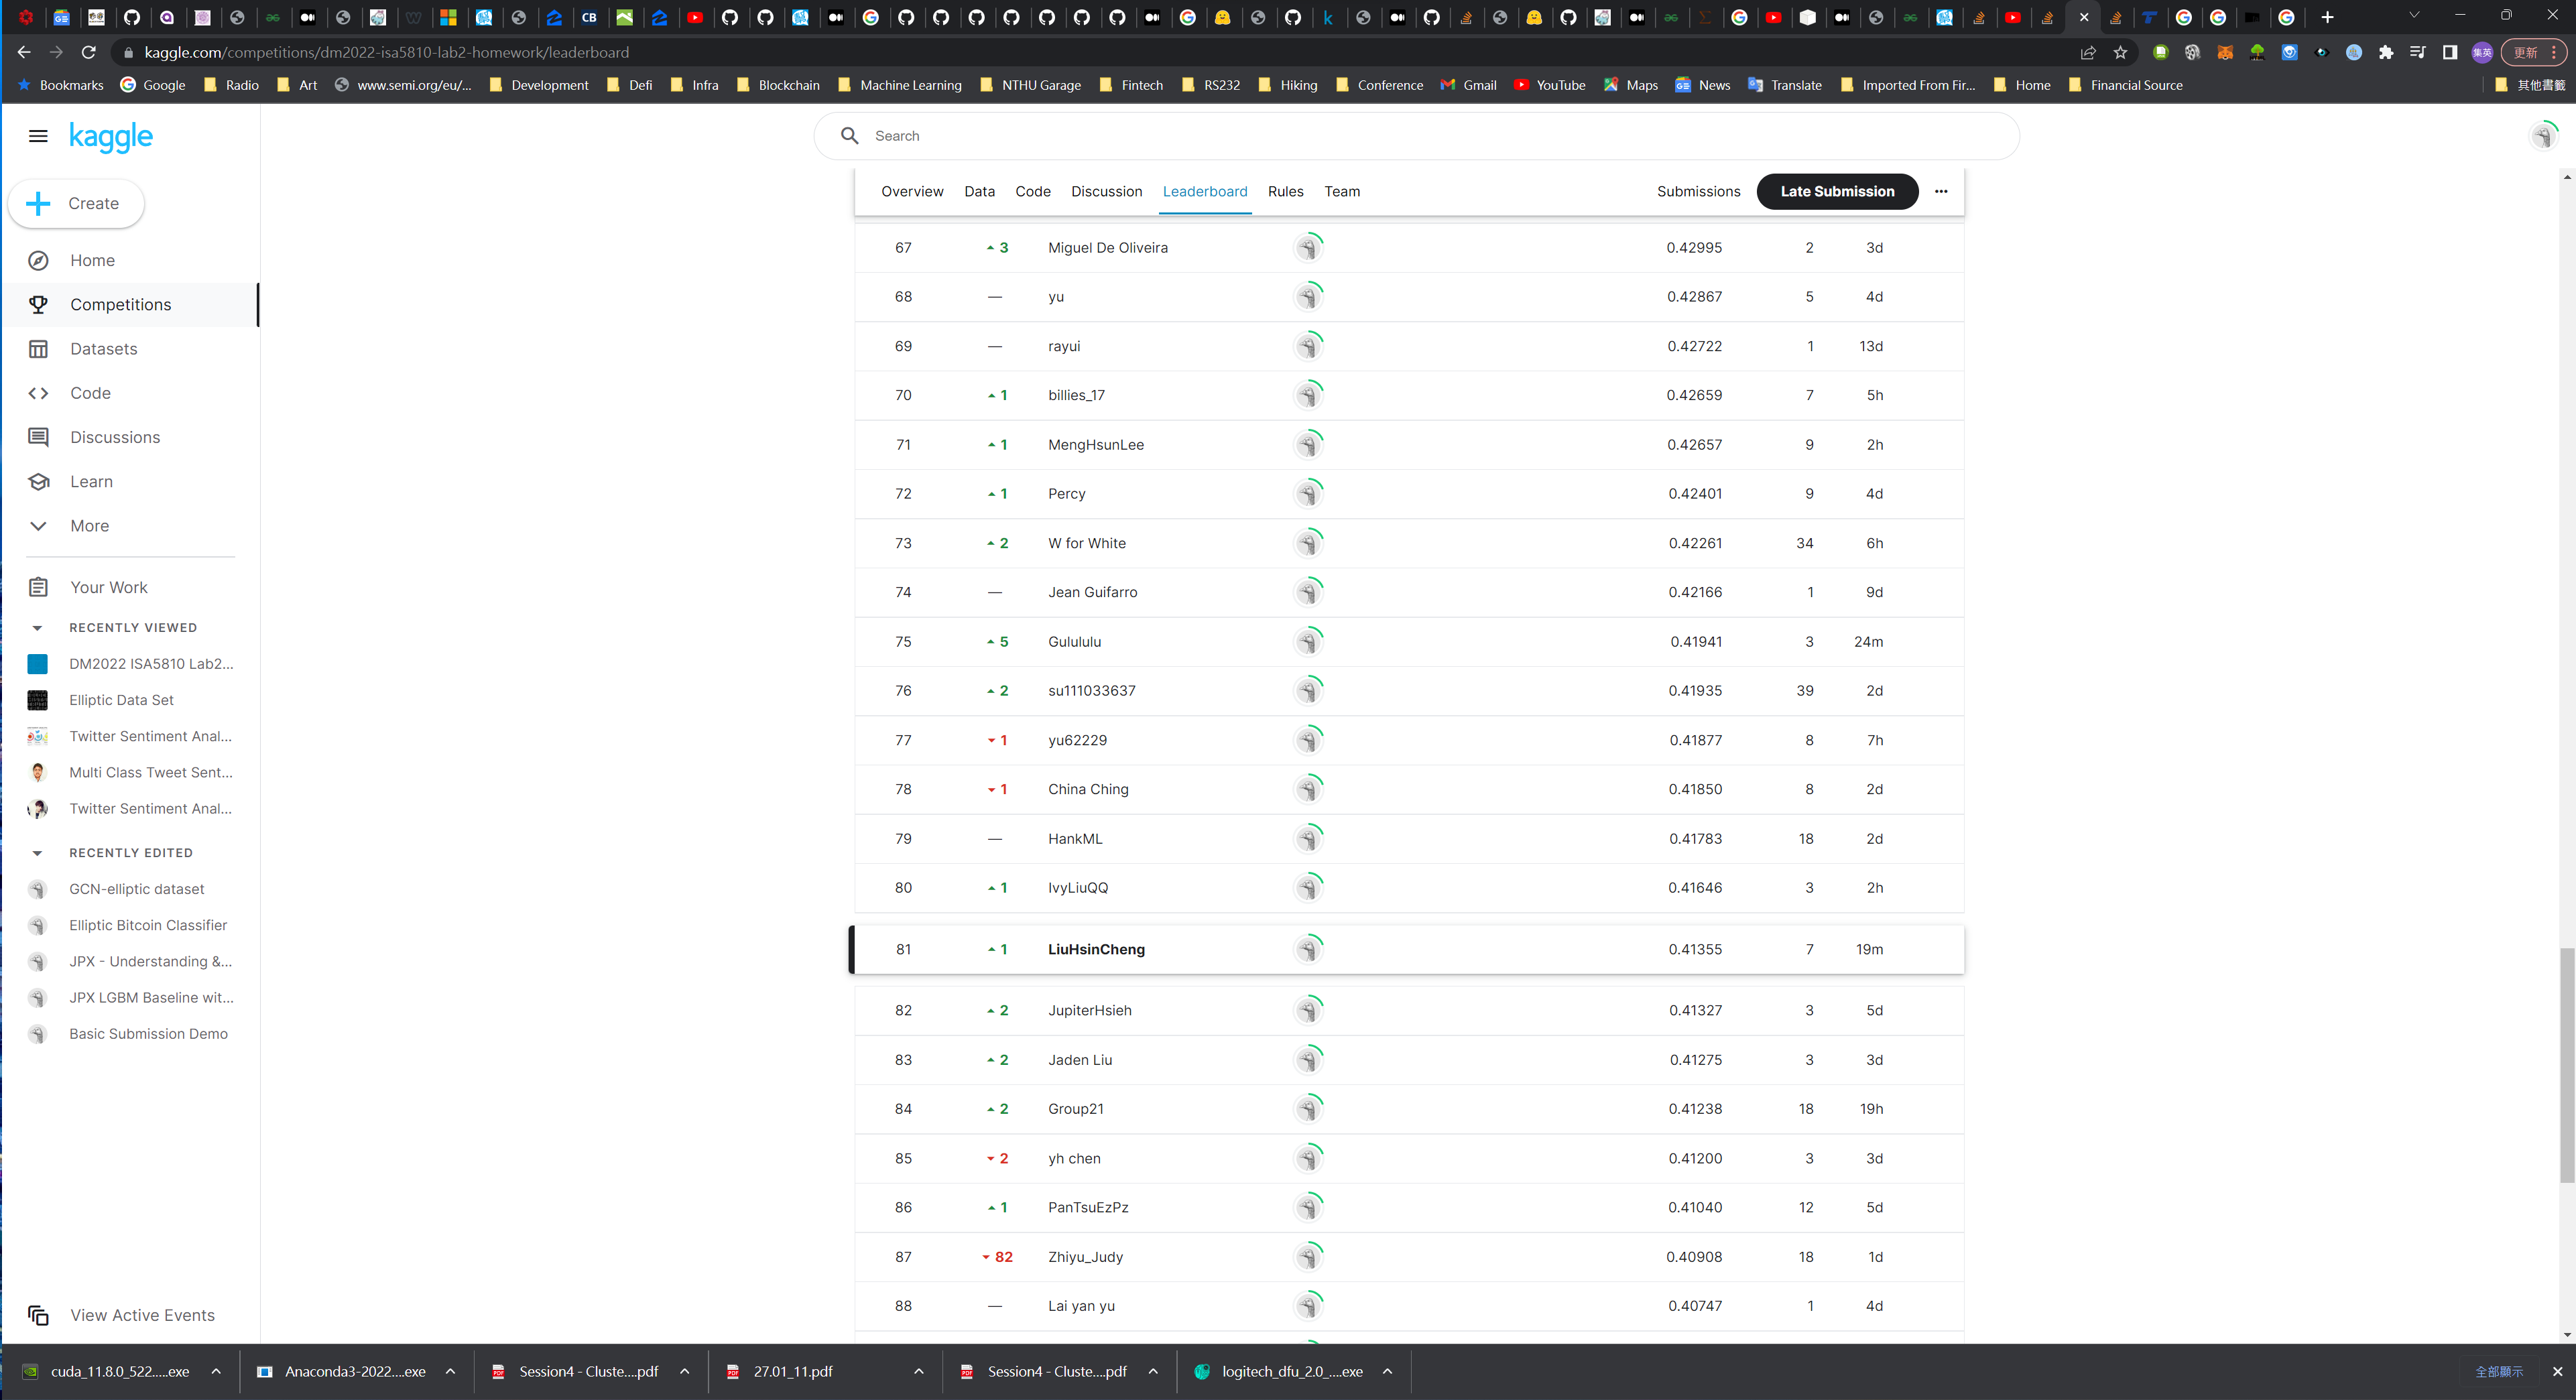 kaggle.com/competitions/dm2022-isa5810-lab2-homework/leaderboard
集英
更新
Bookmarks Google Radio Art www.semi.org/eu/... Development Defi Infra Blockchain Machine Learning NTHU Garage Fintech RS232 Hiking Conference Gmail YouTube Maps News Translate Imported From Fir... Home Financial Source 其他書籤
kaggle
Search
Create
Home
Competitions
Datasets
Code
Discussions
Learn
More
Your Work
RECENTLY VIEWED
DM2022 ISA5810 Lab2...
Elliptic Data Set
Twitter Sentiment Anal...
Multi Class Tweet Sent...
Twitter Sentiment Anal...
RECENTLY EDITED
GCN-elliptic dataset
Elliptic Bitcoin Classifier
JPX - Understanding &...
JPX LGBM Baseline wit...
Basic Submission Demo
View Active Events
Overview Data Code Discussion Leaderboard Rules Team Submissions Late Submission
67 3 Miguel De Oliveira 0.42995 2 3d
68 — yu 0.42867 5 4d
69 — rayui 0.42722 1 13d
70 1 billies_17 0.42659 7 5h
71 1 MengHsunLee 0.42657 9 2h
72 1 Percy 0.42401 9 4d
73 2 W for White 0.42261 34 6h
74 — Jean Guifarro 0.42166 1 9d
75 5 Gulululu 0.41941 3 24m
76 2 su111033637 0.41935 39 2d
77 1 yu62229 0.41877 8 7h
78 1 China Ching 0.41850 8 2d
79 — HankML 0.41783 18 2d
80 1 IvyLiuQQ 0.41646 3 2h
81 1 LiuHsinCheng 0.41355 7 19m
82 2 JupiterHsieh 0.41327 3 5d
83 2 Jaden Liu 0.41275 3 3d
84 2 Group21 0.41238 18 19h
85 2 yh chen 0.41200 3 3d
86 1 PanTsuEzPz 0.41040 12 5d
87 82 Zhiyu_Judy 0.40908 18 1d
88 — Lai yan yu 0.40747 1 4d
cuda_11.8.0_522.....exe Anaconda3-2022....exe Session4 - Cluste....pdf 27.01_11.pdf Session4 - Cluste....pdf logitech_dfu_2.0_....exe 全部顯示